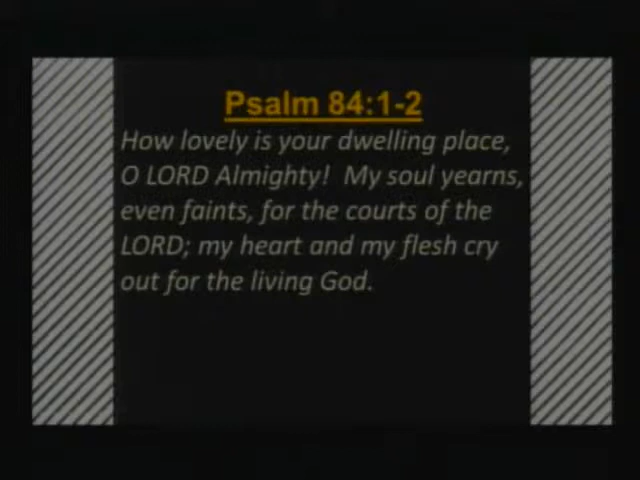 Psalm 84:1-2
How lovely is your dwelling place,
O LORD Almighty!  My soul yearns,
even faints, for the courts of the
LORD; my heart and my flesh cry
out for the living God.